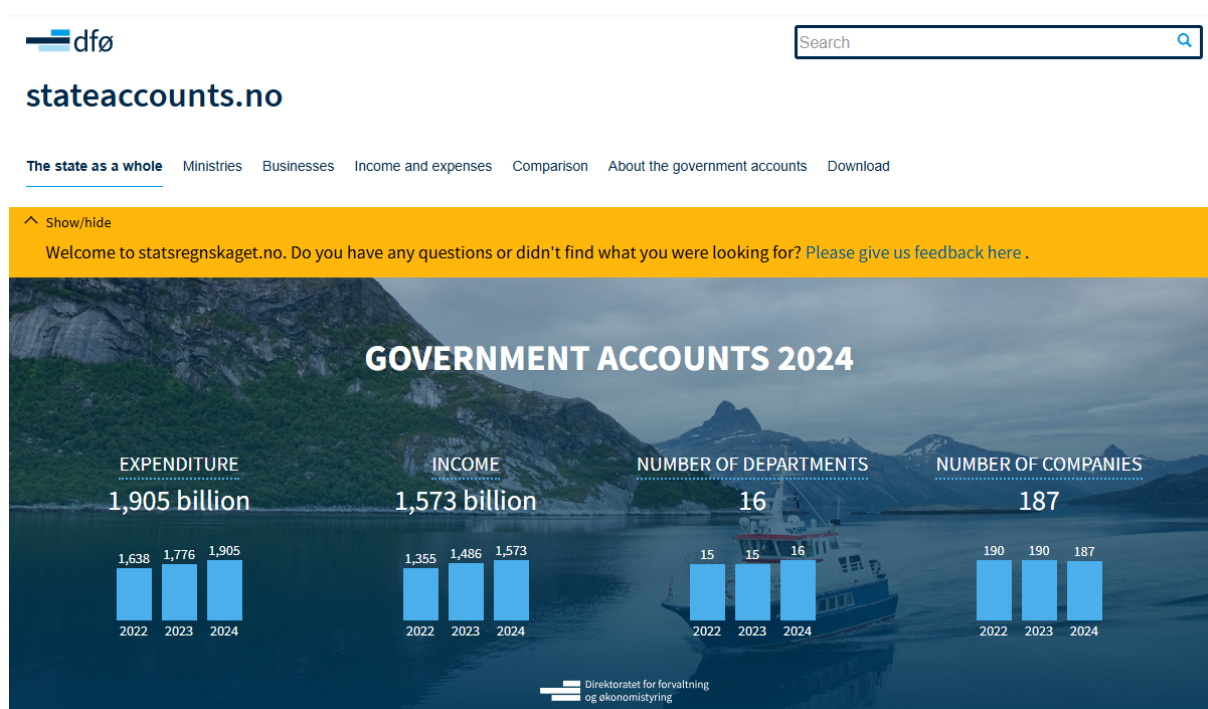 dfø
Search
stateaccounts.no
The state as a whole Ministries Businesses Income and expenses Comparison About the government accounts Download
Show/hide
Welcome to statsregnskaget.no. Do you have any questions or didn't find what you were looking for? Please give us feedback here .
GOVERNMENT ACCOUNTS 2024
EXPENDITURE
1,905 billion
1,638 1,776 1,905
2022 2023 2024
INCOME
1,573 billion
1,355 1,486 1,573
2022 2023 2024
NUMBER OF DEPARTMENTS
16
15 15 16
2022 2023 2024
NUMBER OF COMPANIES
187
190 190 187
2022 2023 2024
Direktoratet for forvaltning
og økonomistyring